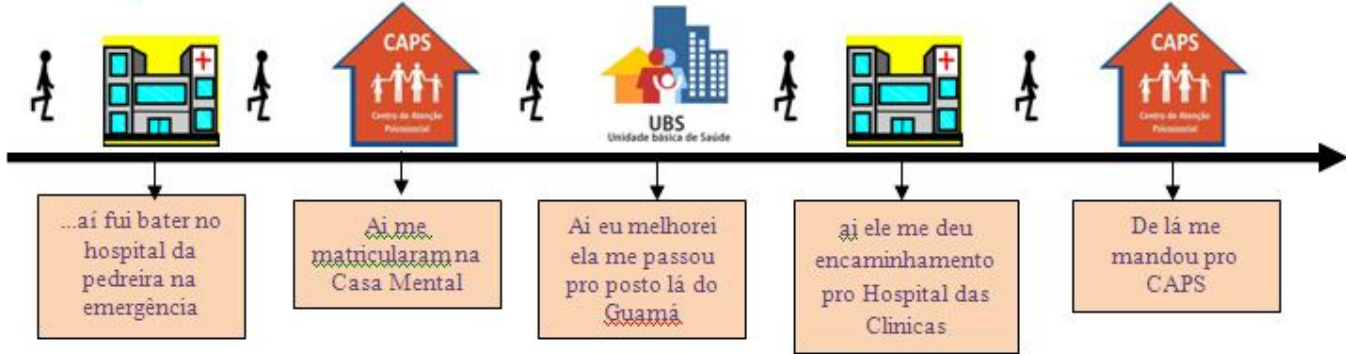 CAPS
Centro de Atenção
Psicossocial
UBS
Unidade básica de Saúde
CAPS
Centro de Atenção
Psicossocial
...aí fui bater no
hospital da
pedreira na
emergência
Ai me
matricularam na
Casa Mental
Ai eu melhorei
ela me passou
pro posto lá do
Guamá
ai ele me deu
encaminhamento
pro Hospital das
Clinicas
De lá me
mandou pro
CAPS